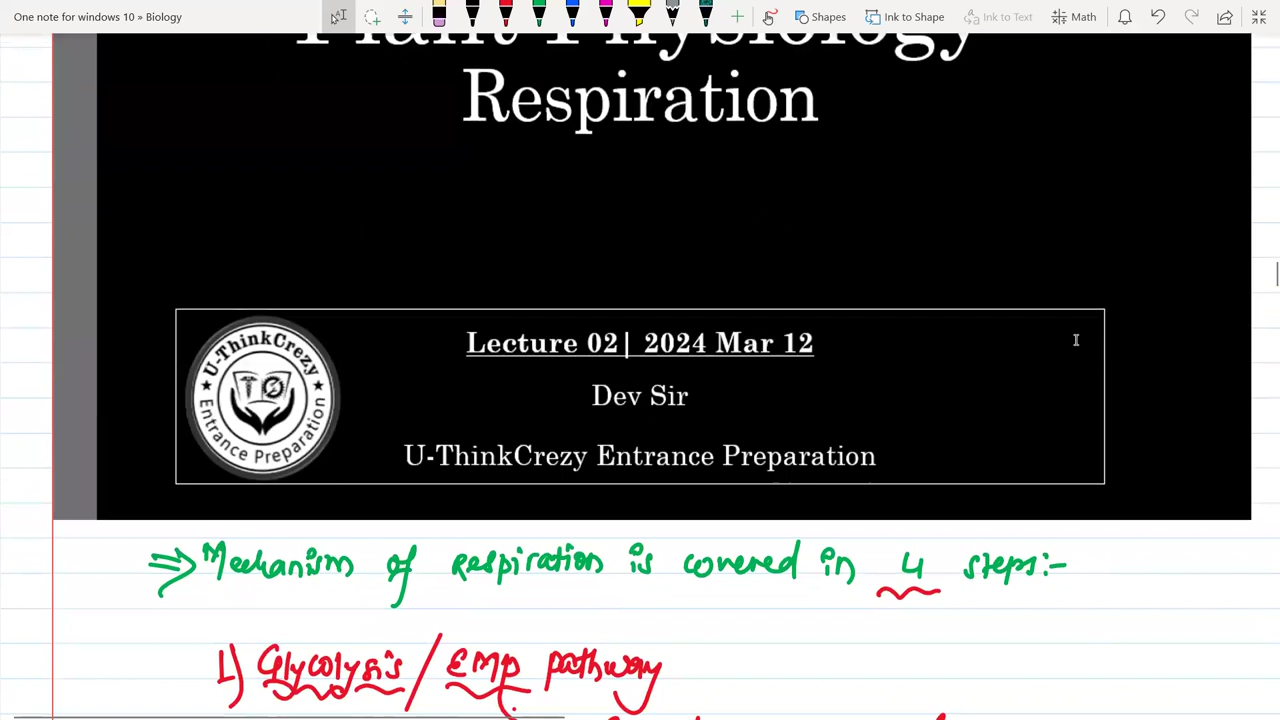 One note for windows 10 » Biology
Shapes
Ink to Shape
Ink to Text
Math
Plant Physiology
Respiration
U-ThinkCrezy
Entrance Preparation
Lecture 02| 2024 Mar 12
Dev Sir
U-ThinkCrezy Entrance Preparation
⇒ Mechanism of respiration is covered in 4 steps:-
1) Glycolysis / EMP pathway